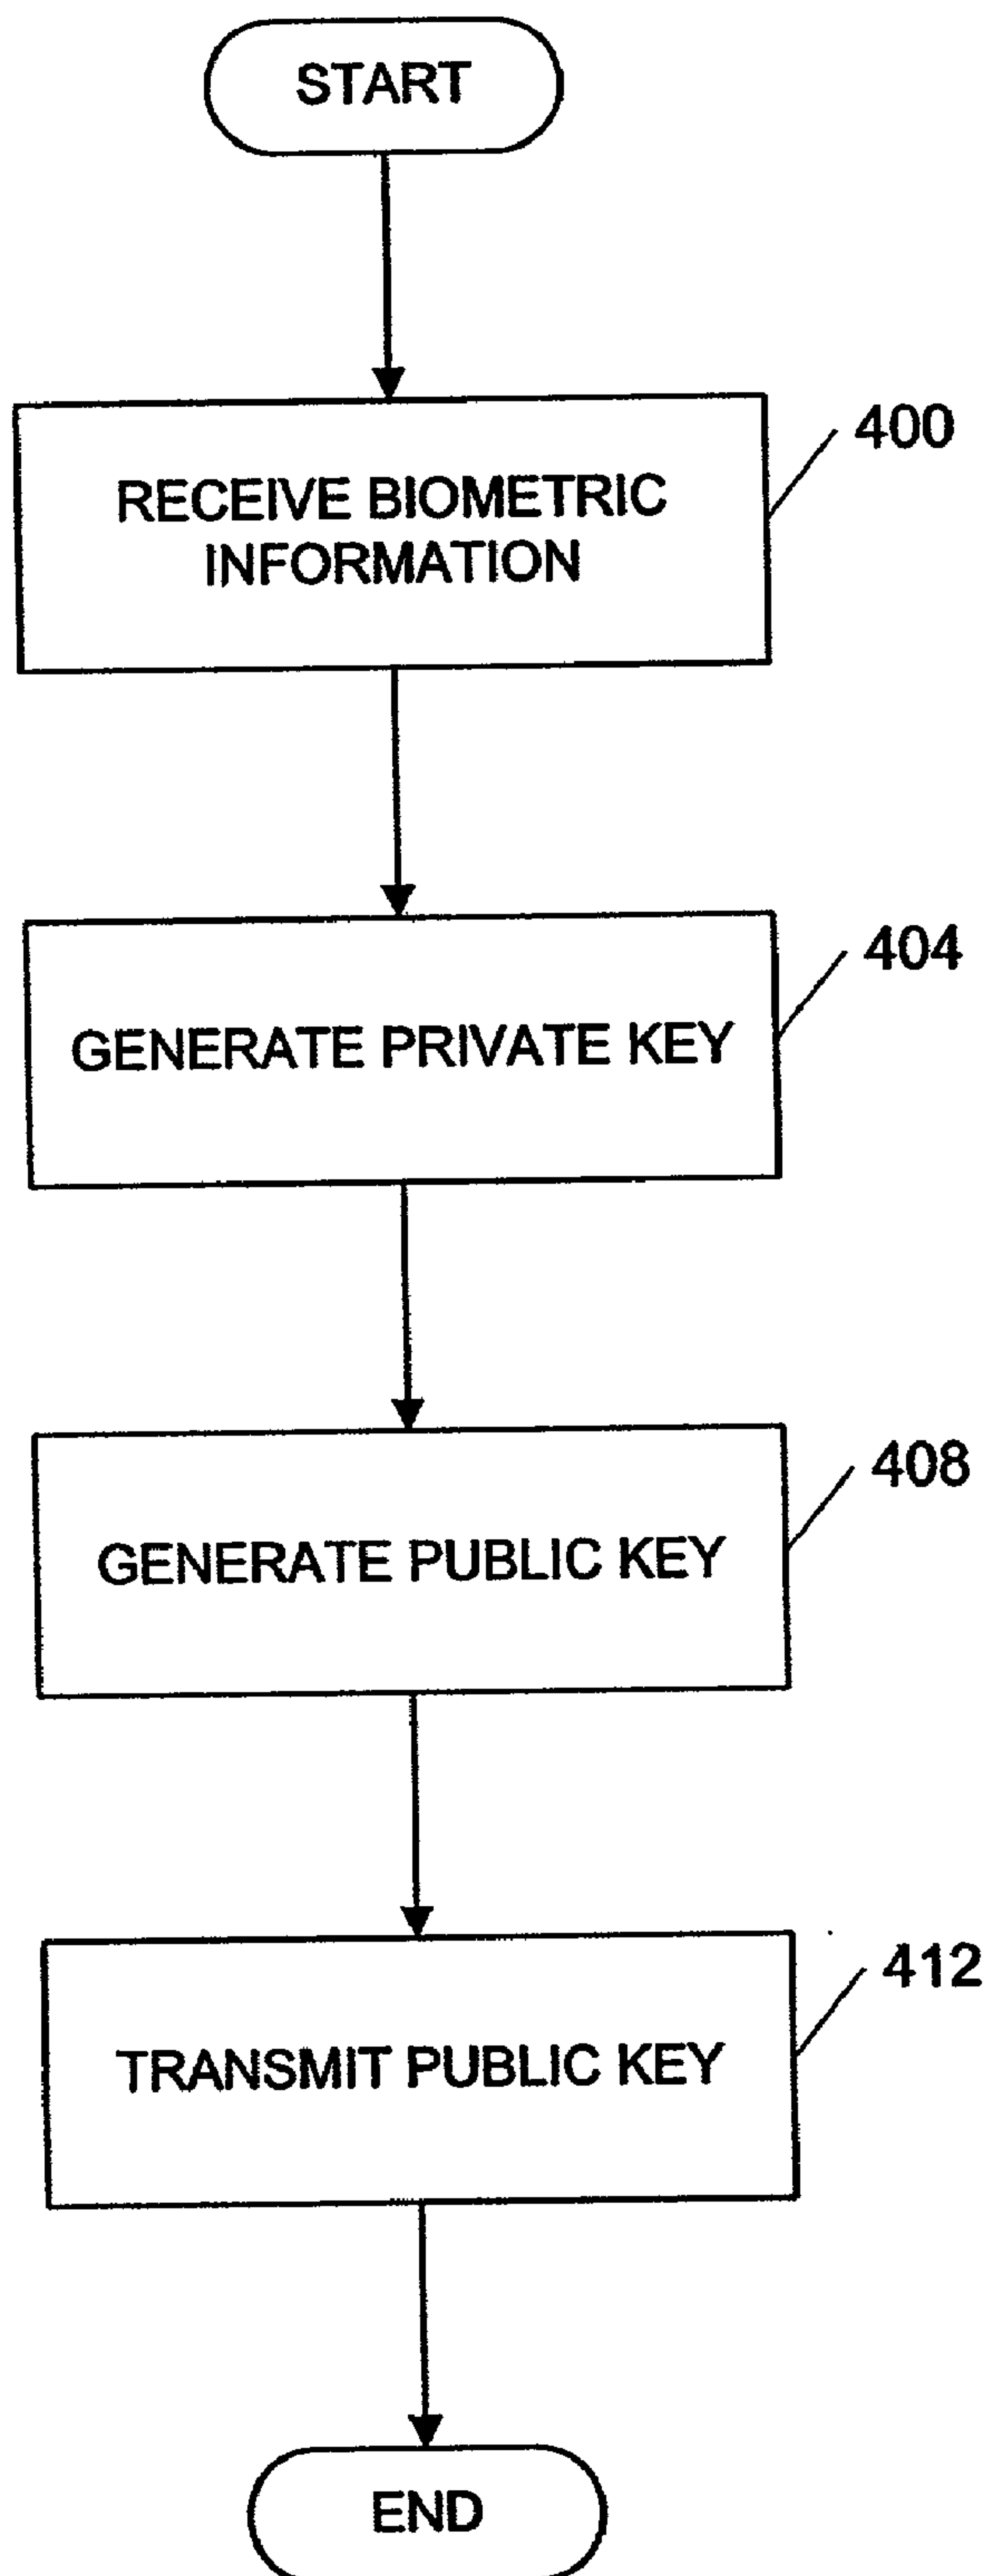 START
RECEIVE BIOMETRIC
INFORMATION
400
GENERATE PRIVATE KEY
404
GENERATE PUBLIC KEY
408
TRANSMIT PUBLIC KEY
412
END